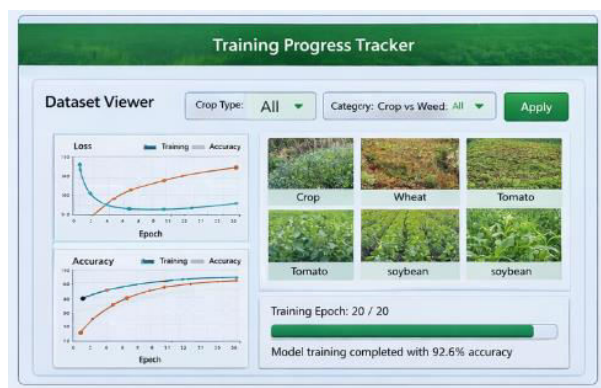 Training Progress Tracker
Dataset Viewer
Crop Type: All
Category: Crop vs Weed: All
Apply
Loss
Training Accuracy
Epoch
Crop
Wheat
Tomato
Accuracy
Training Accuracy
Epoch
Tomato
soybean
soybean
Training Epoch: 20 / 20
Model training completed with 92.6% accuracy